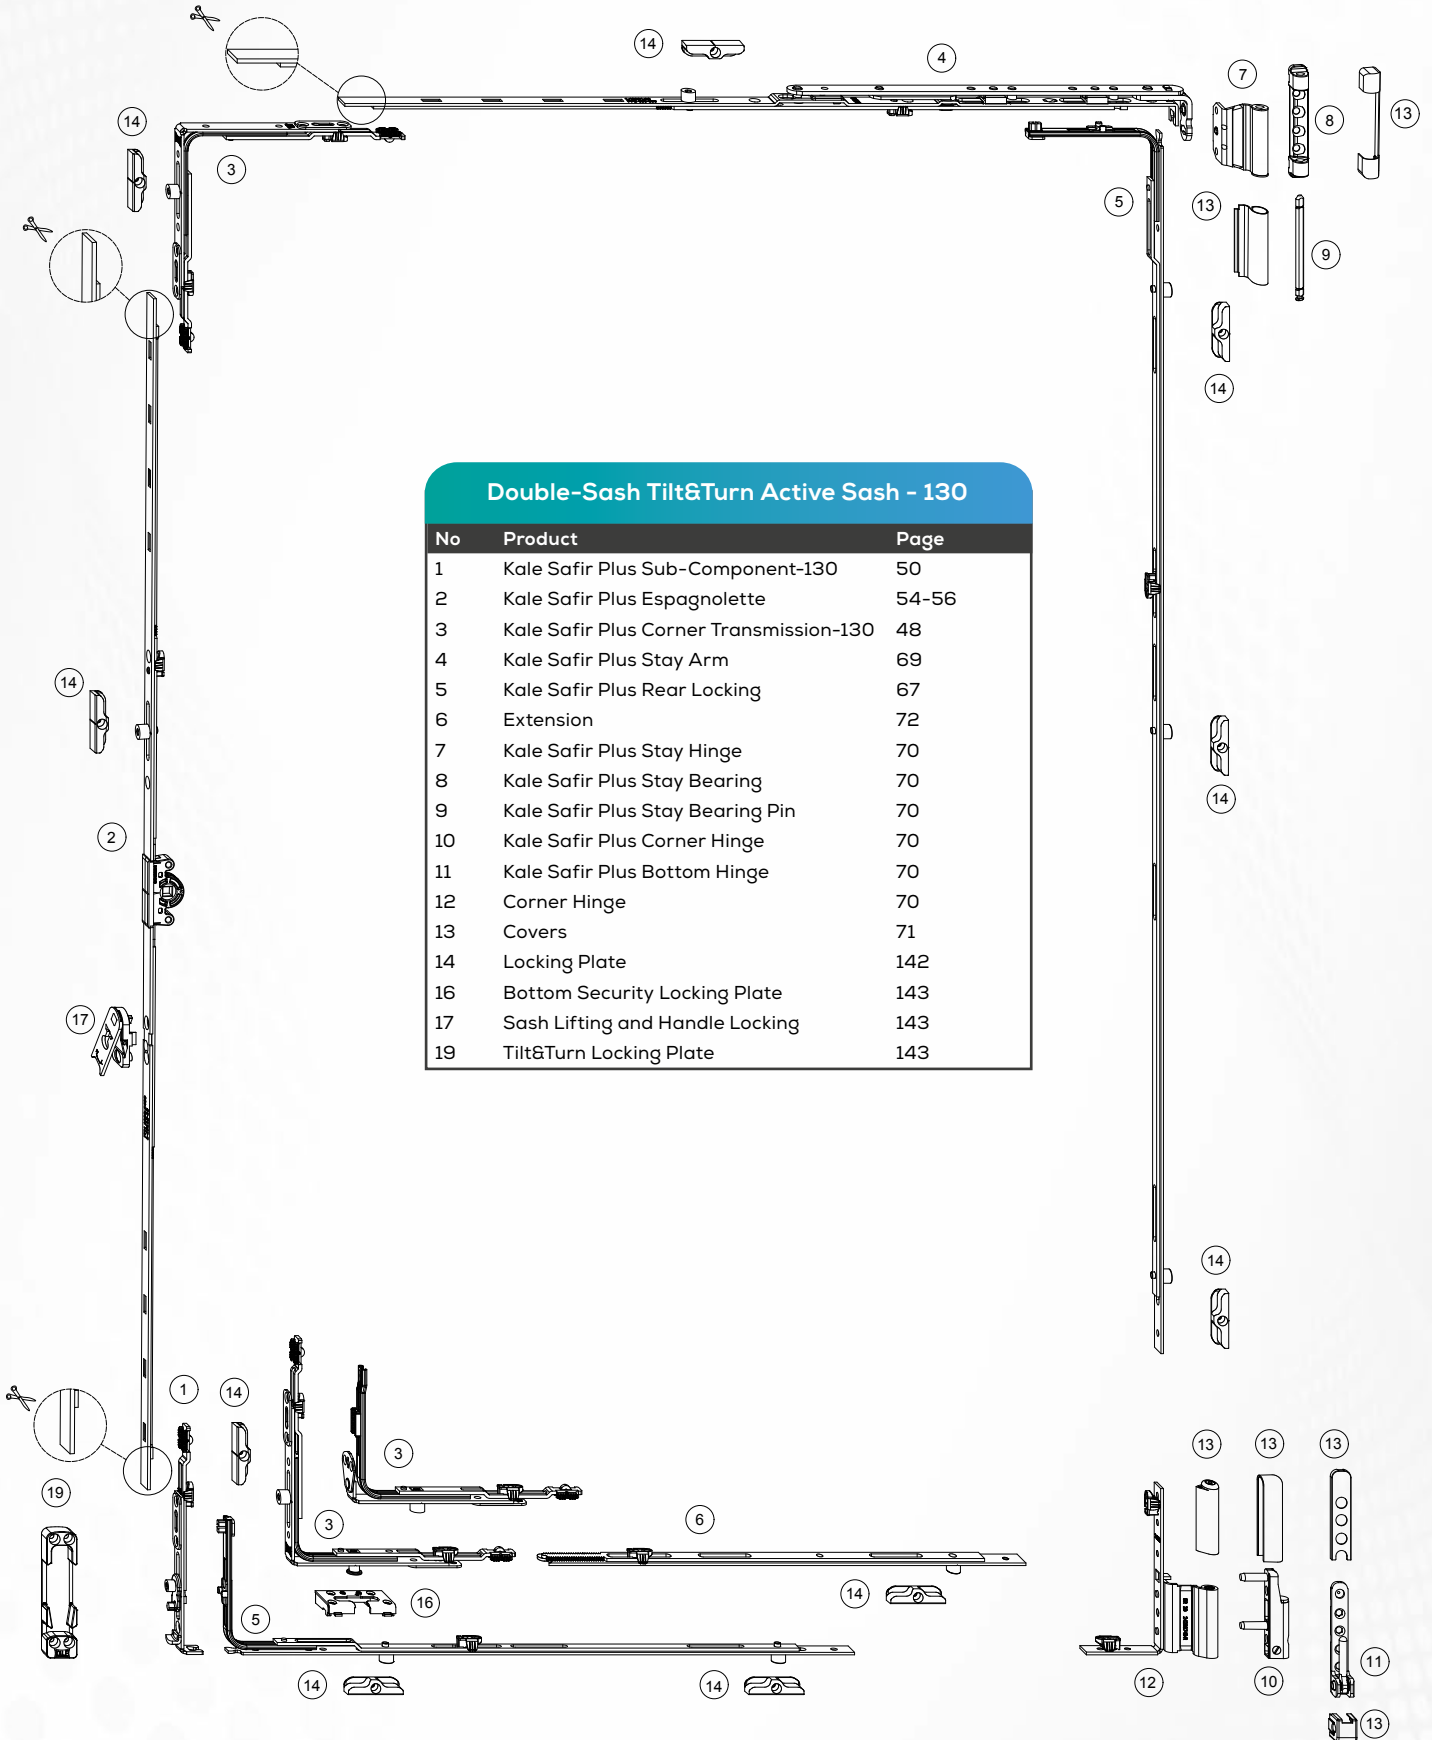 14
4
7
8
13
14
3
5
13
9
14
Double-Sash Tilt&Turn Active Sash - 130
No Product Page
1 Kale Safir Plus Sub-Component-130 50
2 Kale Safir Plus Espagnolette 54-56
3 Kale Safir Plus Corner Transmission-130 48
4 Kale Safir Plus Stay Arm 69
5 Kale Safir Plus Rear Locking 67
6 Extension 72
7 Kale Safir Plus Stay Hinge 70
8 Kale Safir Plus Stay Bearing 70
9 Kale Safir Plus Stay Bearing Pin 70
10 Kale Safir Plus Corner Hinge 70
11 Kale Safir Plus Bottom Hinge 70
12 Corner Hinge 70
13 Covers 71
14 Locking Plate 142
16 Bottom Security Locking Plate 143
17 Sash Lifting and Handle Locking 143
19 Tilt&Turn Locking Plate 143
14
14
2
17
14
1
14
3
13
13
13
19
3
6
14
16
5
14
14
12
10
11
13